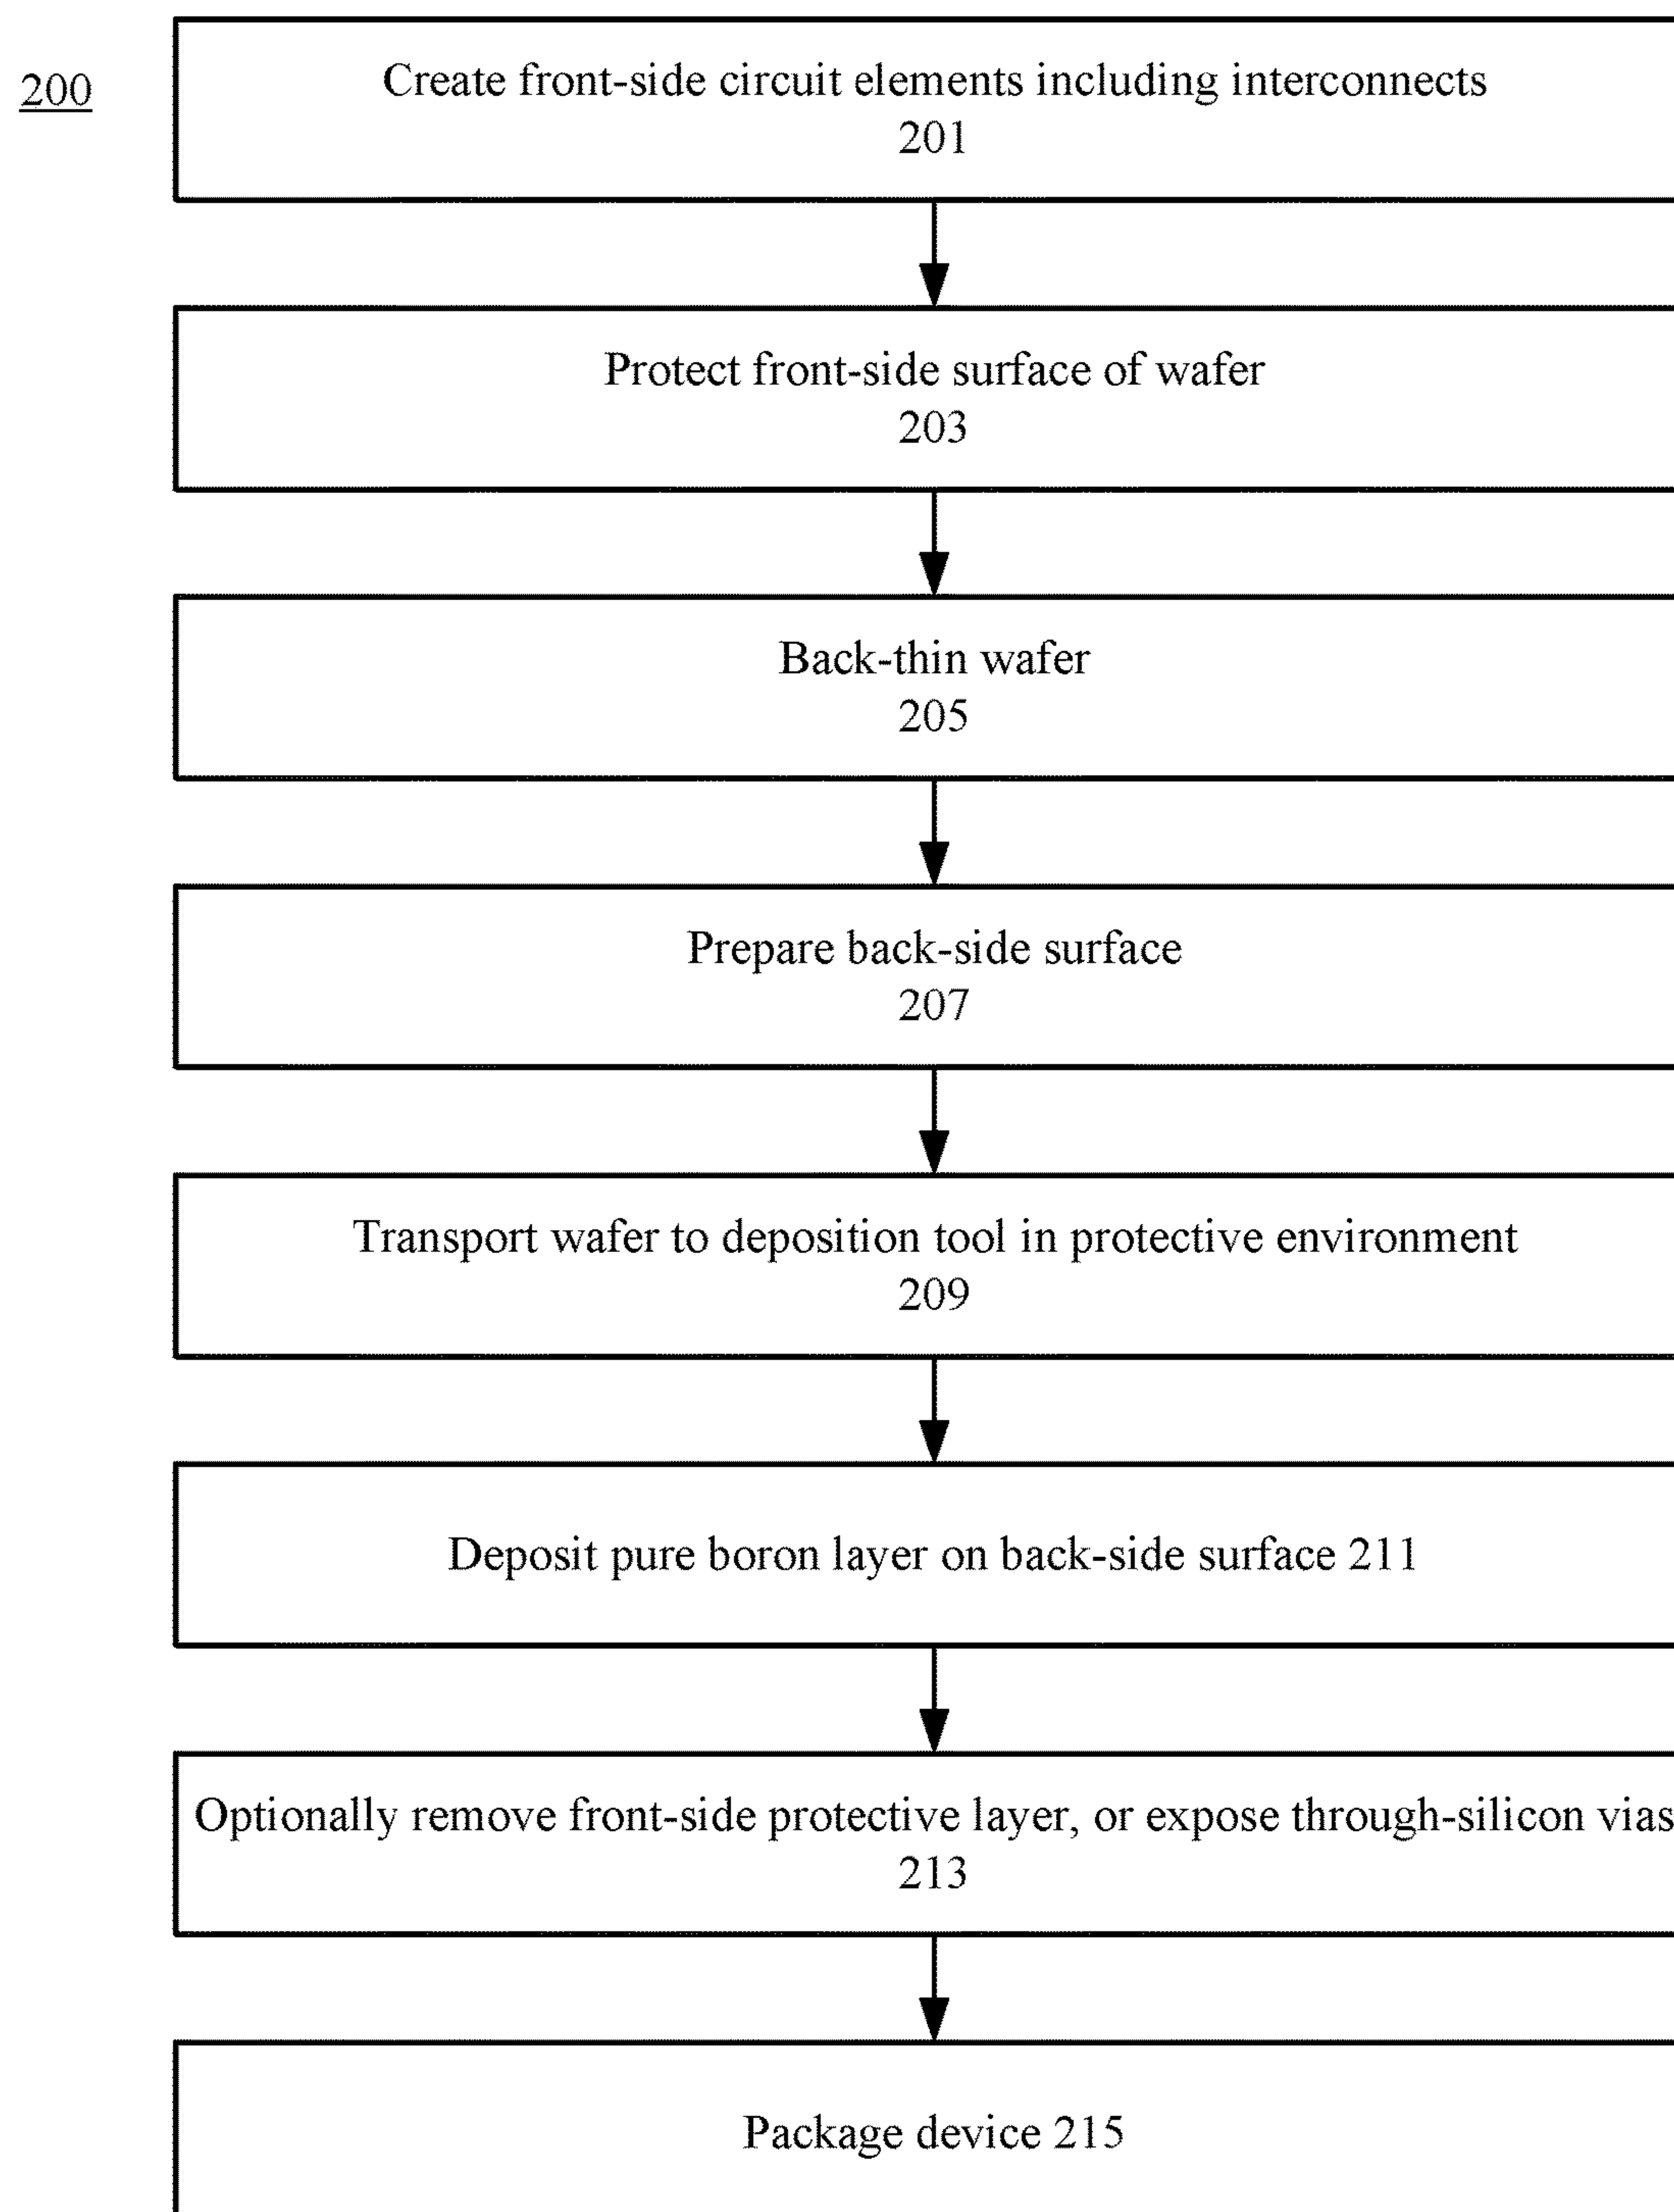 200
Create front-side circuit elements including interconnects
201
Protect front-side surface of wafer
203
Back-thin wafer
205
Prepare back-side surface
207
Transport wafer to deposition tool in protective environment
209
Deposit pure boron layer on back-side surface 211
Optionally remove front-side protective layer, or expose through-silicon vias
213
Package device 215